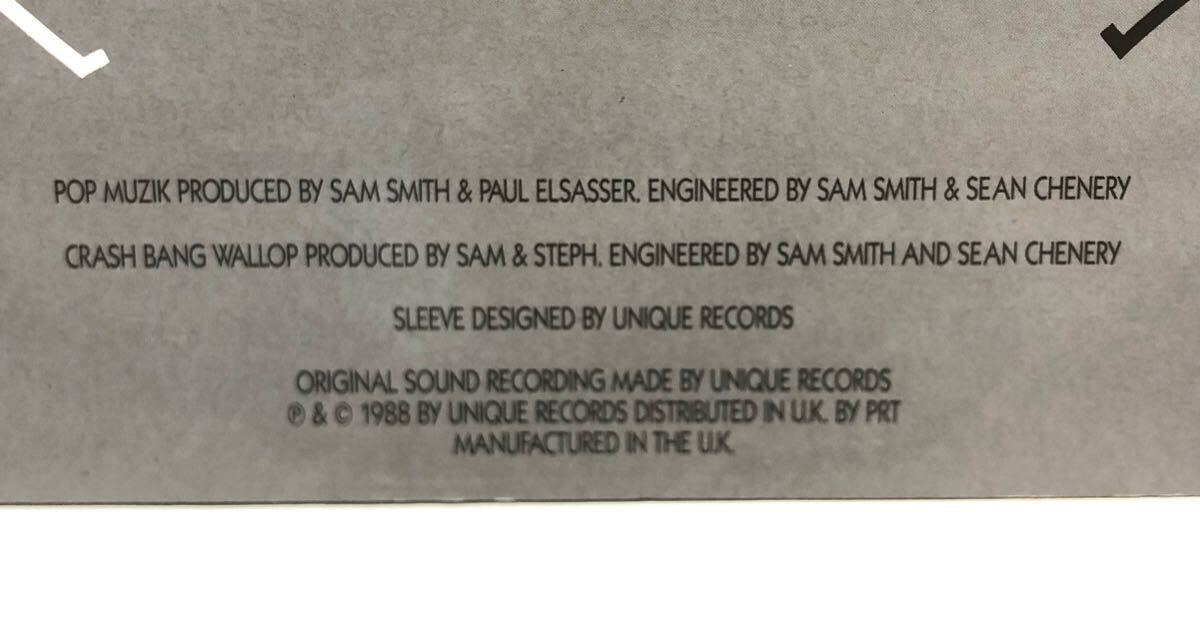 POP MUZIK PRODUCED BY SAM SMITH & PAUL ELSASSER. ENGINEERED BY SAM SMITH & SEAN CHENERY
CRASH BANG WALLOP PRODUCED BY SAM & STEPH. ENGINEERED BY SAM SMITH AND SEAN CHENERY
SLEEVE DESIGNED BY UNIQUE RECORDS
ORIGINAL SOUND RECORDING MADE BY UNIQUE RECORDS
℗ & © 1988 BY UNIQUE RECORDS DISTRIBUTED IN U.K. BY PRT
MANUFACTURED IN THE U.K.